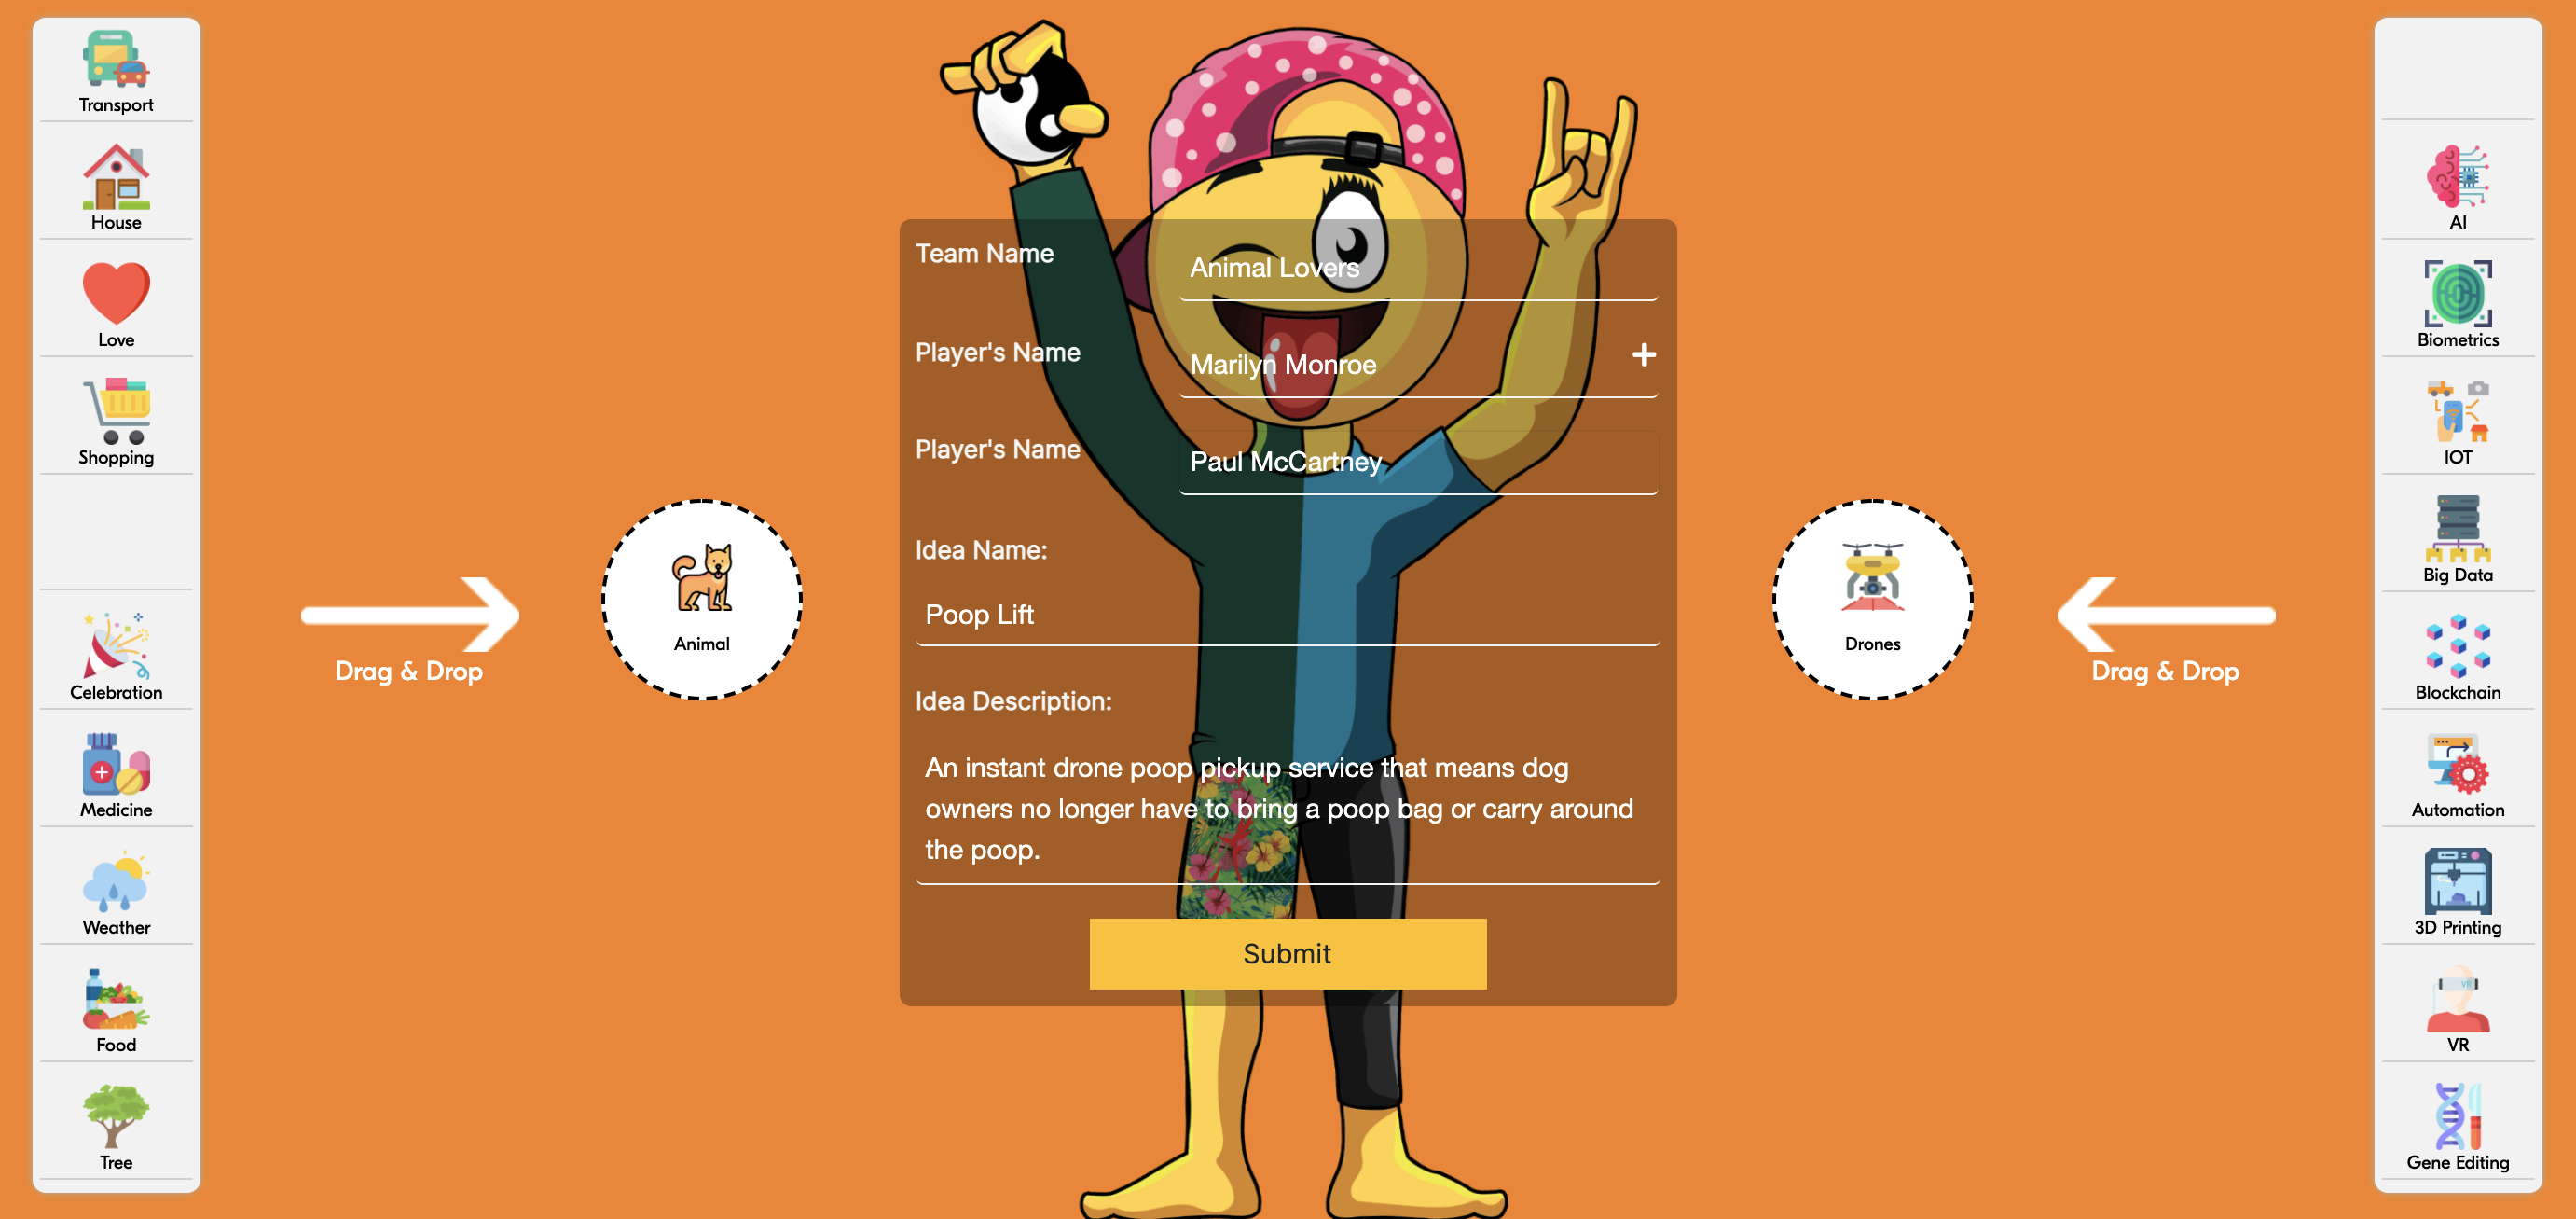 Transport
House
Love
Shopping
Celebration
Medicine
Weather
Food
Tree
Drag & Drop
Animal
Team Name
Animal Lovers
Player's Name
Marilyn Monroe
+
Player's Name
Paul McCartney
Idea Name:
Poop Lift
Idea Description:
An instant drone poop pickup service that means dog
owners no longer have to bring a poop bag or carry around
the poop.
Submit
Drones
Drag & Drop
AI
Biometrics
IOT
Big Data
Blockchain
Automation
3D Printing
VR
VR
Gene Editing